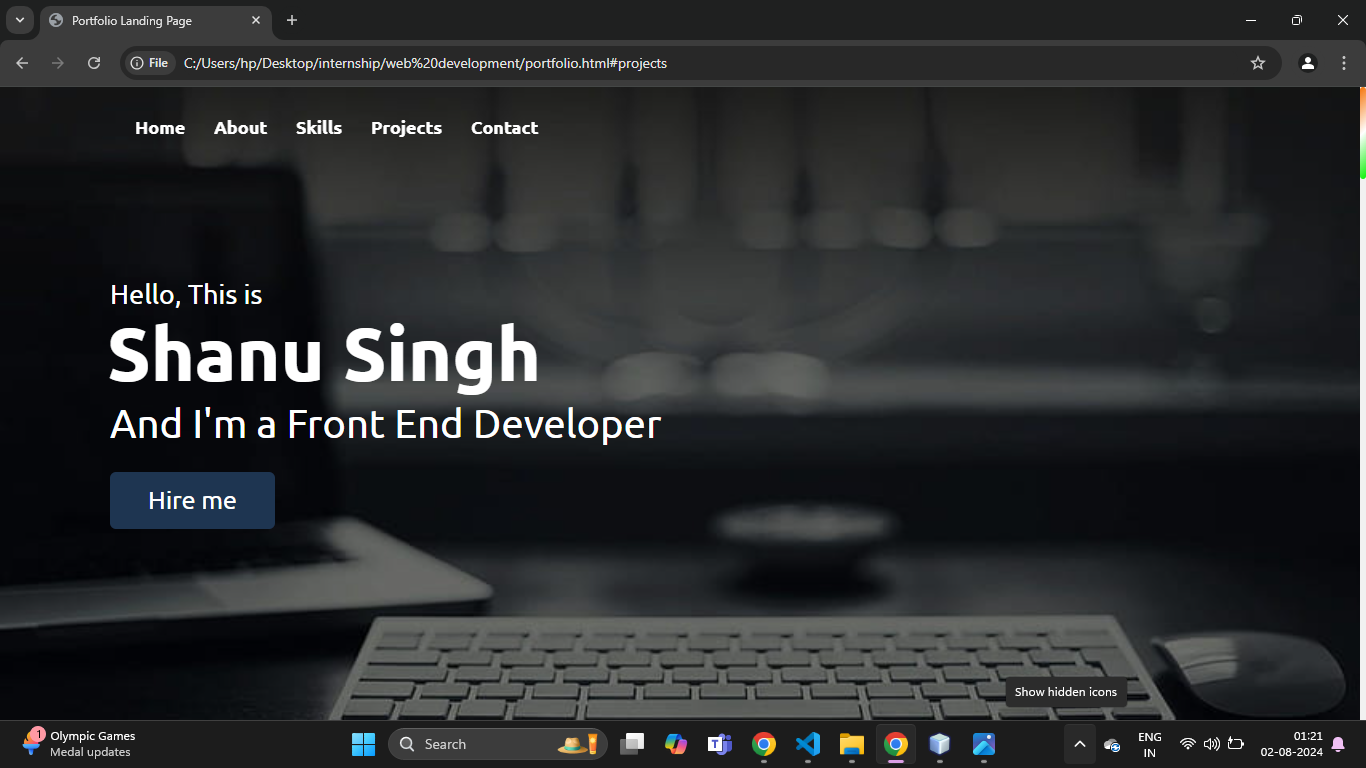 Portfolio Landing Page
File
C:/Users/hp/Desktop/internship/web%20development/portfolio.html#projects
Home About Skills Projects Contact
Hello, This is
Shanu Singh
And I'm a Front End Developer
Hire me
Show hidden icons
1
Olympic Games
Medal updates
Search
ENG
IN
01:21
02-08-2024